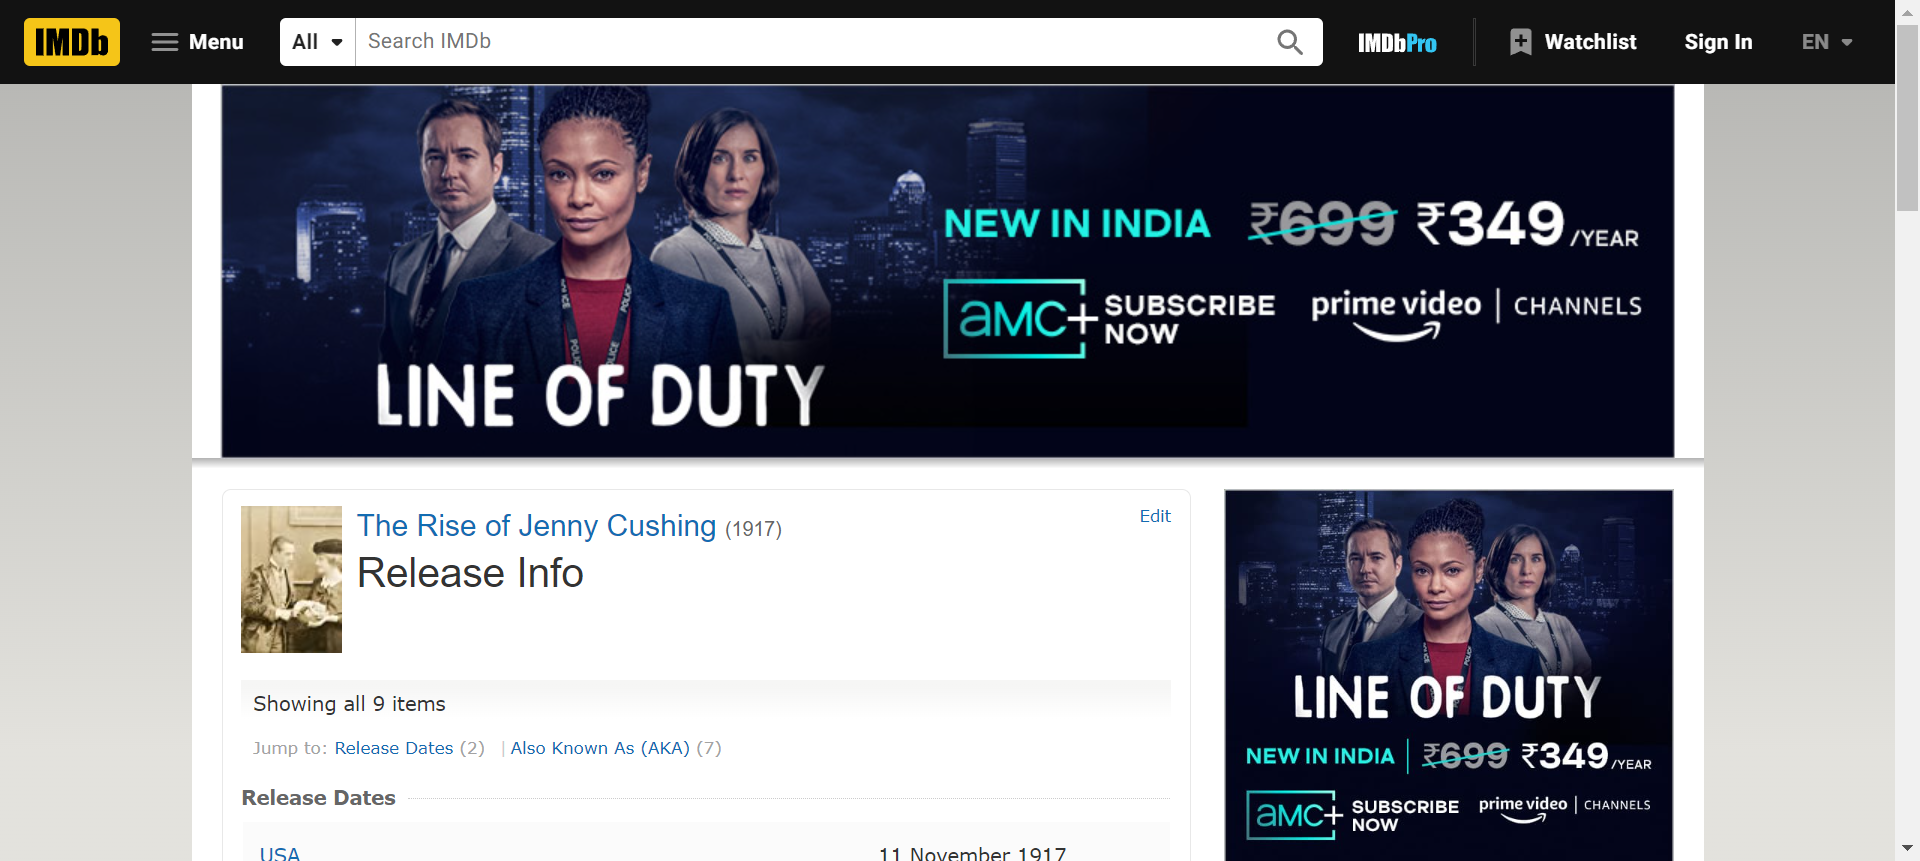 IMDb Menu All Search IMDb IMDbPro Watchlist Sign In EN
NEW IN INDIA ₹699 ₹349/YEAR
aMC+ SUBSCRIBE NOW prime video | CHANNELS
POLICE POLICE
LINE OF DUTY
The Rise of Jenny Cushing (1917) Edit
Release Info
Showing all 9 items
Jump to: Release Dates (2) | Also Known As (AKA) (7)
Release Dates
USA 11 November 1917
LINE OF DUTY
NEW IN INDIA | ₹699 ₹349/YEAR
aMC+ SUBSCRIBE NOW prime video | CHANNELS